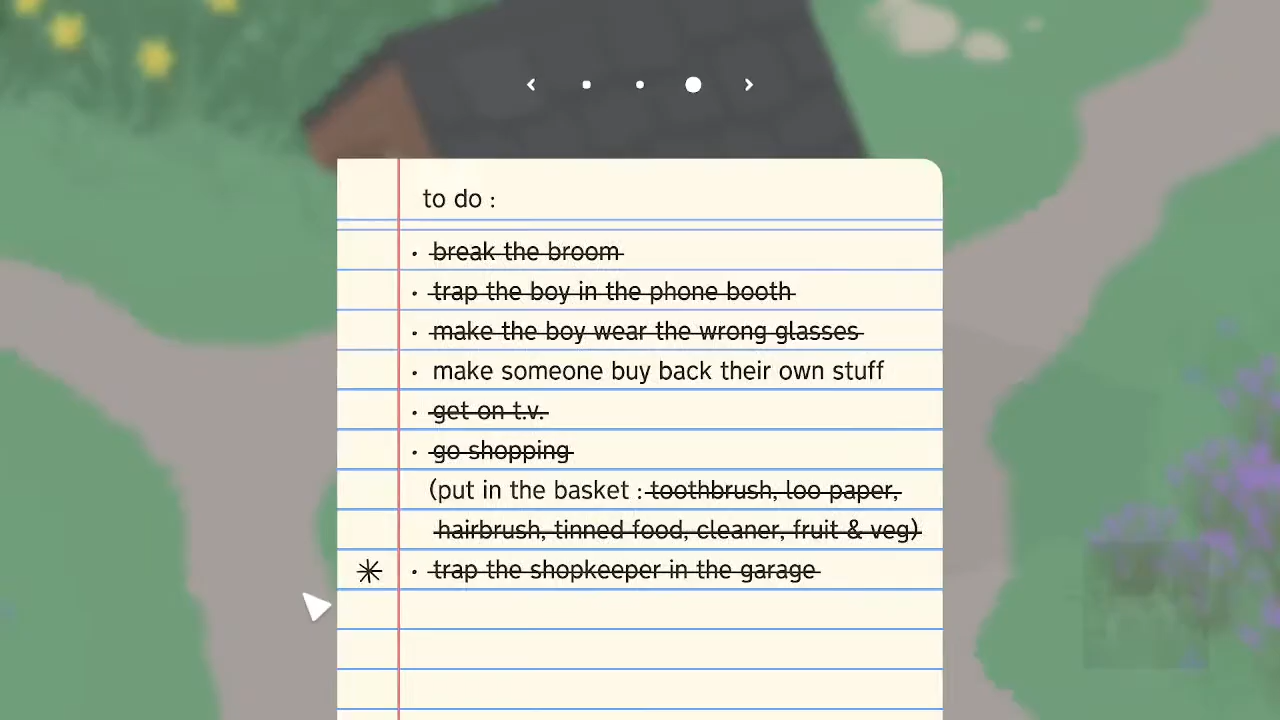 to do :
• break the broom
• trap the boy in the phone booth
• make the boy wear the wrong glasses
• make someone buy back their own stuff
• get on t.v.
• go shopping
(put in the basket : toothbrush, loo paper,
hairbrush, tinned food, cleaner, fruit & veg)
• trap the shopkeeper in the garage